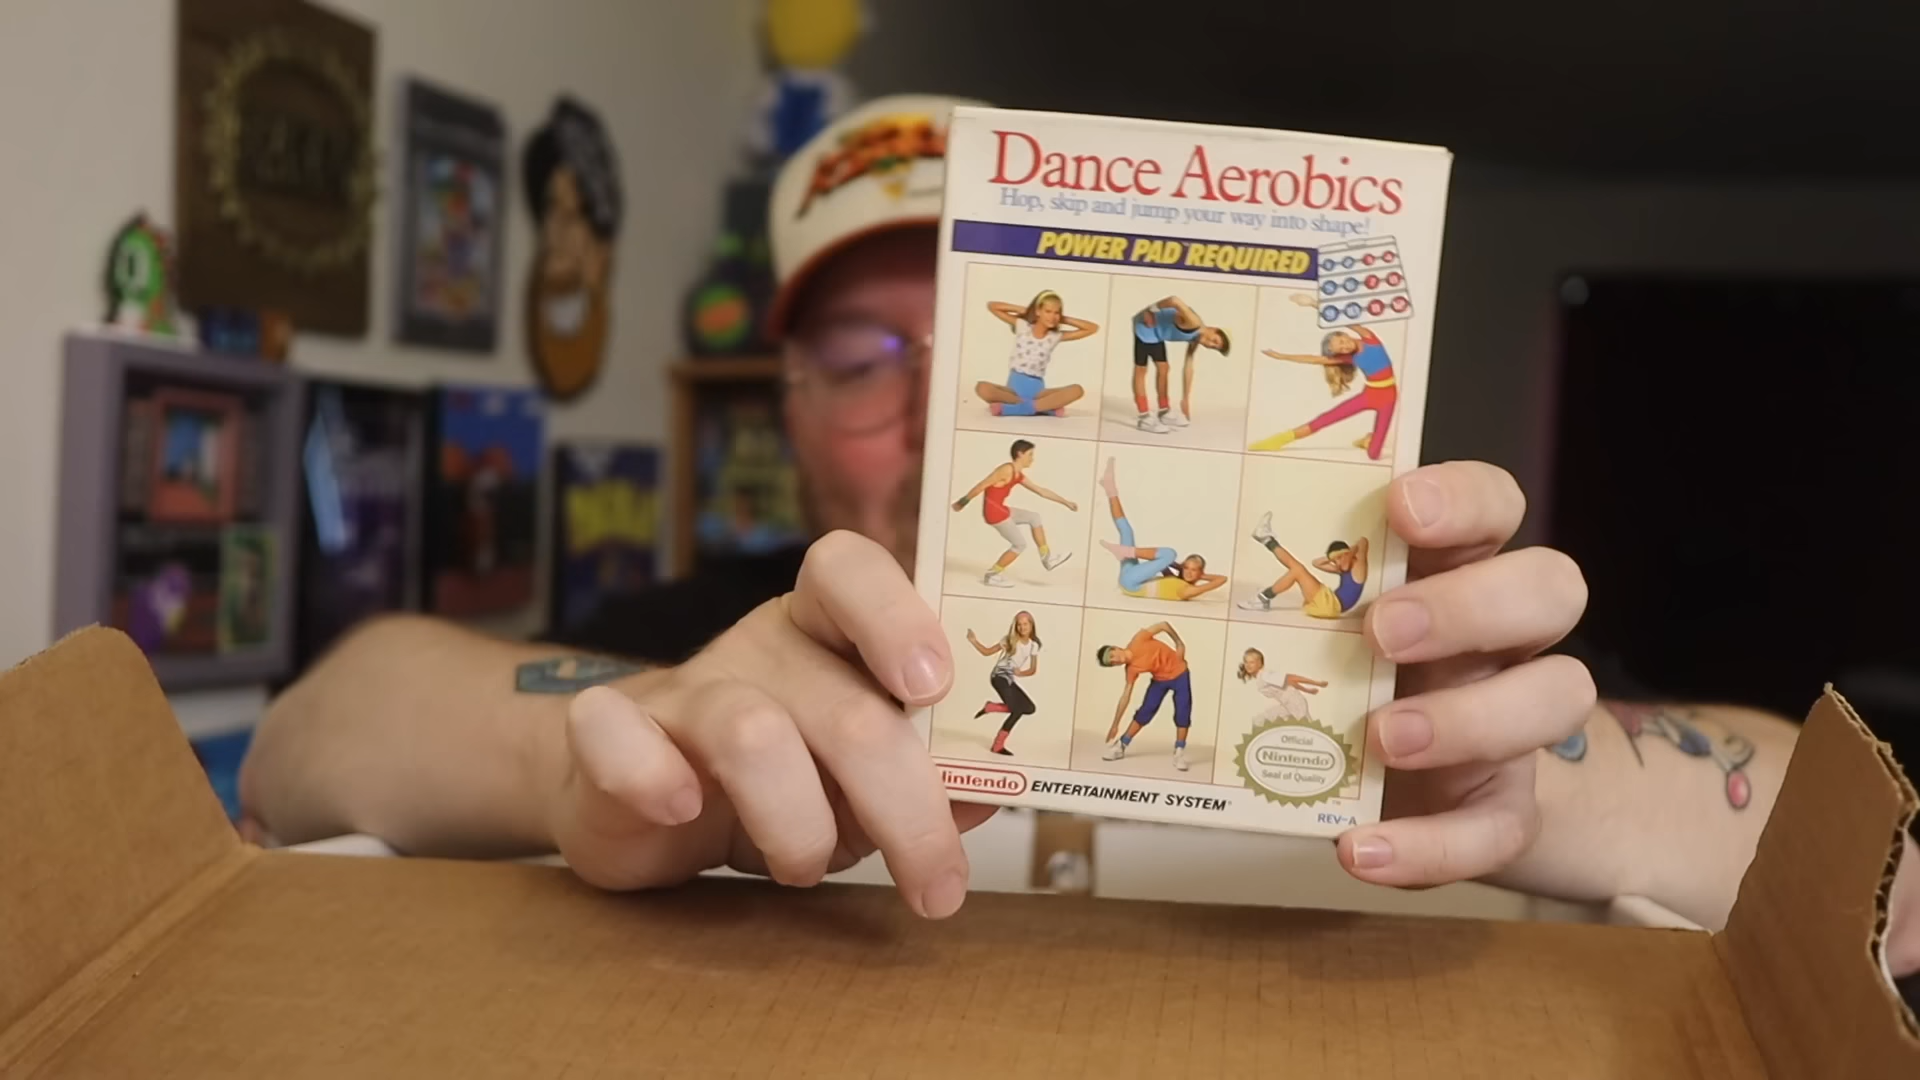 Dance Aerobics
Hop, skip and jump your way into shape!
POWER PAD REQUIRED
Official
Nintendo
Seal of Quality
Nintendo ENTERTAINMENT SYSTEM
REV-A